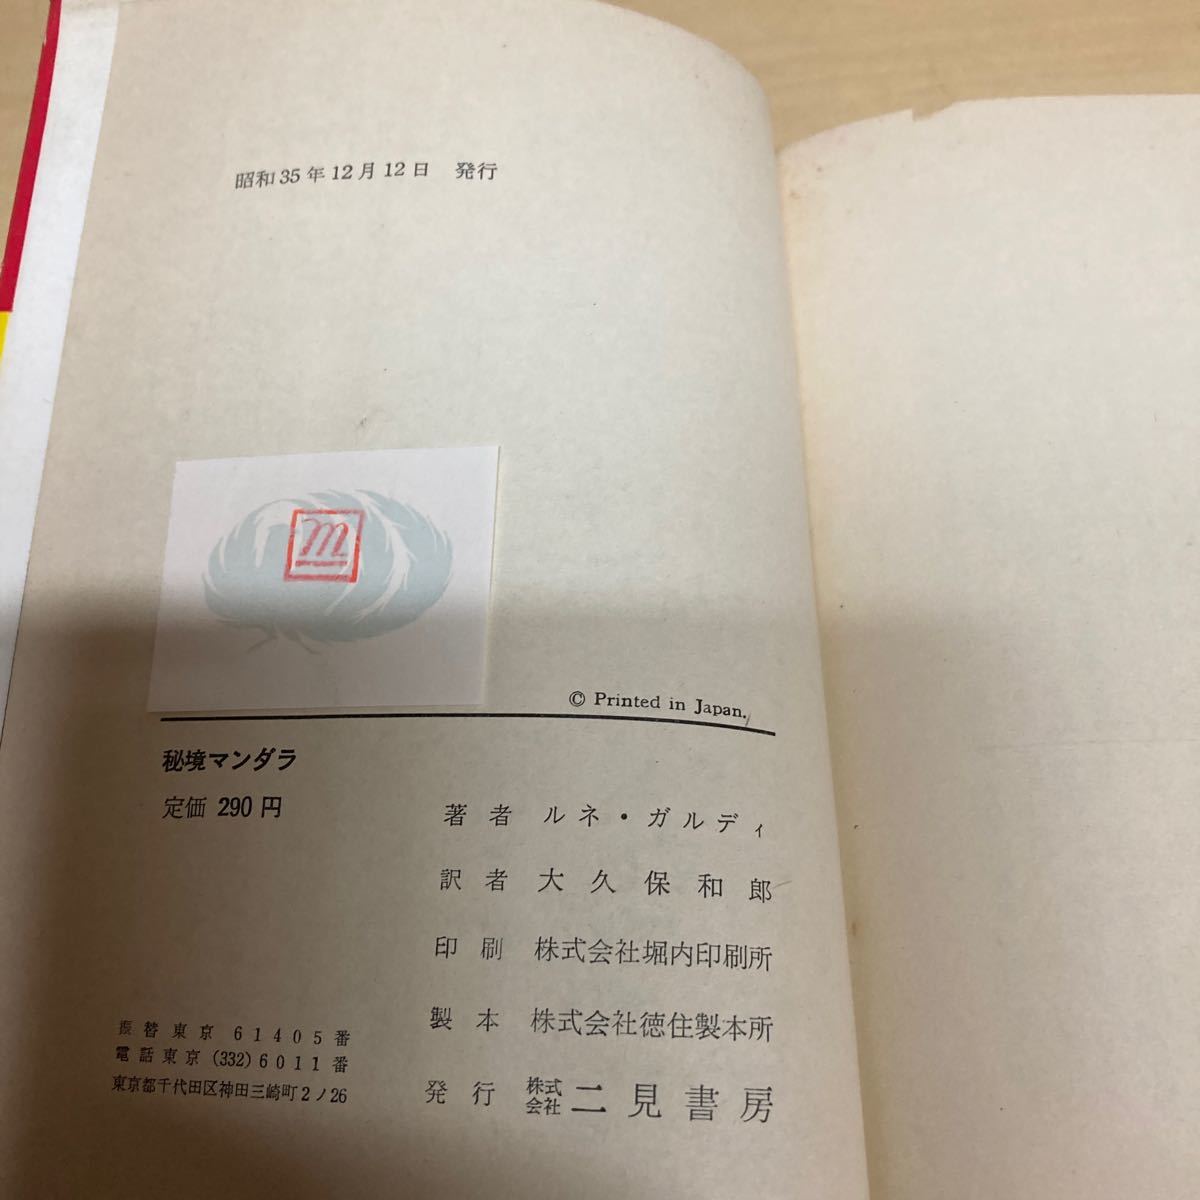 昭和35年12月12日 発行
m
© Printed in Japan.
秘境マンダラ
定価 290円
著者 ルネ・ガルディ
訳者 大久保和郎
印刷 株式会社堀内印刷所
製本 株式会社徳住製本所
発行 株式会社 二見書房
振替東京 61405番
電話東京(332)6011番
東京都千代田区神田三崎町2ノ26